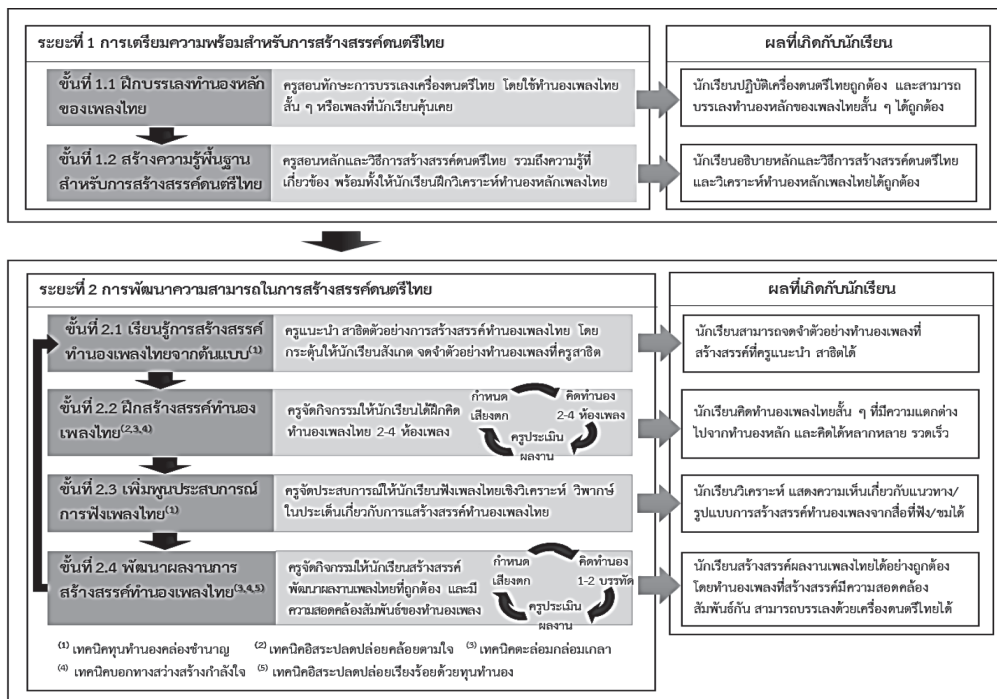 ระยะที่ 1 การเตรียมความพร้อมสำหรับการสร้างสรรค์ดนตรีไทย
ผลที่เกิดกับนักเรียน
ขั้นที่ 1.1 ฝึกบรรเลงทำนองหลัก
ของเพลงไทย
ครูสอนทักษะการบรรเลงเครื่องดนตรีไทย โดยใช้ทำนองเพลงไทย
สั้น ๆ หรือเพลงที่นักเรียนคุ้นเคย
นักเรียนปฏิบัติเครื่องดนตรีไทยถูกต้อง และสามารถ
บรรเลงทำนองหลักของเพลงไทยสั้น ๆ ได้ถูกต้อง
ขั้นที่ 1.2 สร้างความรู้พื้นฐาน
สำหรับการสร้างสรรค์ดนตรีไทย
ครูสอนหลักและวิธีการสร้างสรรค์ดนตรีไทย รวมถึงความรู้ที่
เกี่ยวข้อง พร้อมทั้งให้นักเรียนฝึกวิเคราะห์ทำนองหลักเพลงไทย
นักเรียนอธิบายหลักและวิธีการสร้างสรรค์ดนตรีไทย
และวิเคราะห์ทำนองหลักเพลงไทยได้ถูกต้อง
ระยะที่ 2 การพัฒนาความสามารถในการสร้างสรรค์ดนตรีไทย
ผลที่เกิดกับนักเรียน
ขั้นที่ 2.1 เรียนรู้การสร้างสรรค์
ทำนองเพลงไทยจากต้นแบบ(1)
ครูแนะนำ สาธิตตัวอย่างการสร้างสรรค์ทำนองเพลงไทย โดย
กระตุ้นให้นักเรียนสังเกต จดจำตัวอย่างทำนองเพลงที่ครูสาธิต
นักเรียนสามารถจดจำตัวอย่างทำนองเพลงที่
สร้างสรรค์ที่ครูแนะนำ สาธิตได้
ขั้นที่ 2.2 ฝึกสร้างสรรค์ทำนอง
เพลงไทย(2,3,4)
ครูจัดกิจกรรมให้นักเรียนได้ฝึกคิด
ทำนองเพลงไทย 2-4 ห้องเพลง
กำหนด
เสียงตก
คิดทำนอง
2-4 ห้องเพลง
ครูประเมิน
ผลงาน
นักเรียนคิดทำนองเพลงไทยสั้น ๆ ที่มีความแตกต่าง
ไปจากทำนองหลัก และคิดได้หลากหลาย รวดเร็ว
ขั้นที่ 2.3 เพิ่มพูนประสบการณ์
การฟังเพลงไทย(1)
ครูจัดประสบการณ์ให้นักเรียนฟังเพลงไทยเชิงวิเคราะห์ วิพากษ์
ในประเด็นเกี่ยวกับการแสร้างสรรค์ทำนองเพลงไทย
นักเรียนวิเคราะห์ แสดงความเห็นเกี่ยวกับแนวทาง/
รูปแบบการสร้างสรรค์ทำนองเพลงจากสื่อที่ฟัง/ชมได้
ขั้นที่ 2.4 พัฒนาผลงานการ
สร้างสรรค์ทำนองเพลงไทย(3,4,5)
ครูจัดกิจกรรมให้นักเรียนสร้างสรรค์
พัฒนาผลงานเพลงไทยที่ถูกต้อง และมี
ความสอดคล้องสัมพันธ์ของทำนองเพลง
กำหนด
เสียงตก
คิดทำนอง
1-2 บรรทัด
ครูประเมิน
ผลงาน
นักเรียนสร้างสรรค์ผลงานเพลงไทยได้อย่างถูกต้อง
โดยทำนองเพลงที่สร้างสรรค์มีความสอดคล้อง
สัมพันธ์กัน สามารถบรรเลงด้วยเครื่องดนตรีไทยได้
(1) เทคนิคทุนทำนองคล่องชำนาญ (2) เทคนิคอิสระปลดปล่อยคล้อยตามใจ (3) เทคนิคตะล่อมกล่อมเกลา
(4) เทคนิคบอกทางสว่างสร้างกำลังใจ (5) เทคนิคอิสระปลดปล่อยเรียงร้อยด้วยทุนทำนอง